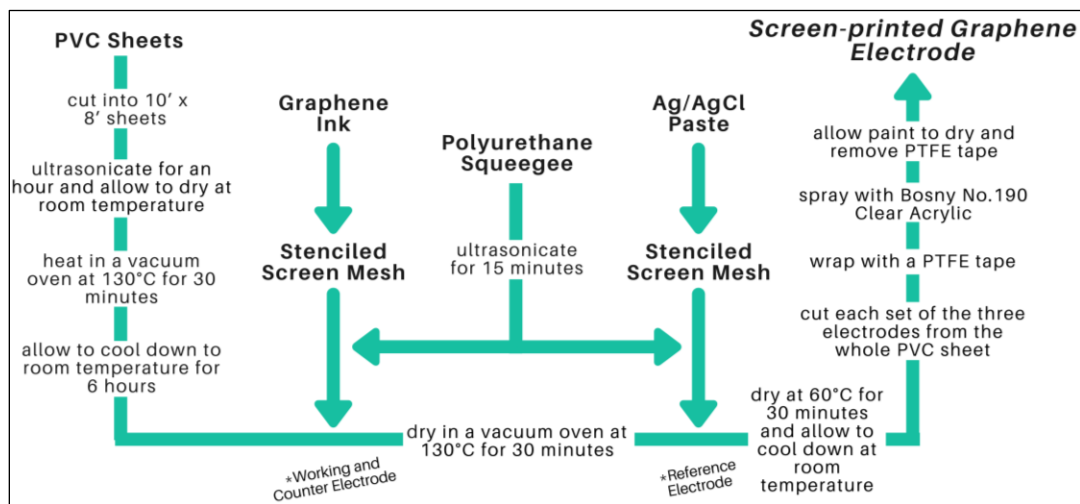 PVC Sheets
cut into 10′ x
8′ sheets
ultrasonicate for an
hour and allow to dry at
room temperature
heat in a vacuum
oven at 130°C for 30
minutes
allow to cool down to
room temperature for
6 hours
Graphene
Ink
Stenciled
Screen Mesh
*Working and
Counter Electrode
Polyurethane
Squeegee
ultrasonicate
for 15 minutes
dry in a vacuum oven at
130°C for 30 minutes
Ag/AgCl
Paste
Stenciled
Screen Mesh
*Reference
Electrode
dry at 60°C for
30 minutes
and allow to
cool down at
room
temperature
cut each set of the three
electrodes from the
whole PVC sheet
wrap with a PTFE tape
spray with Bosny No.190
Clear Acrylic
allow paint to dry and
remove PTFE tape
Screen-printed Graphene
Electrode